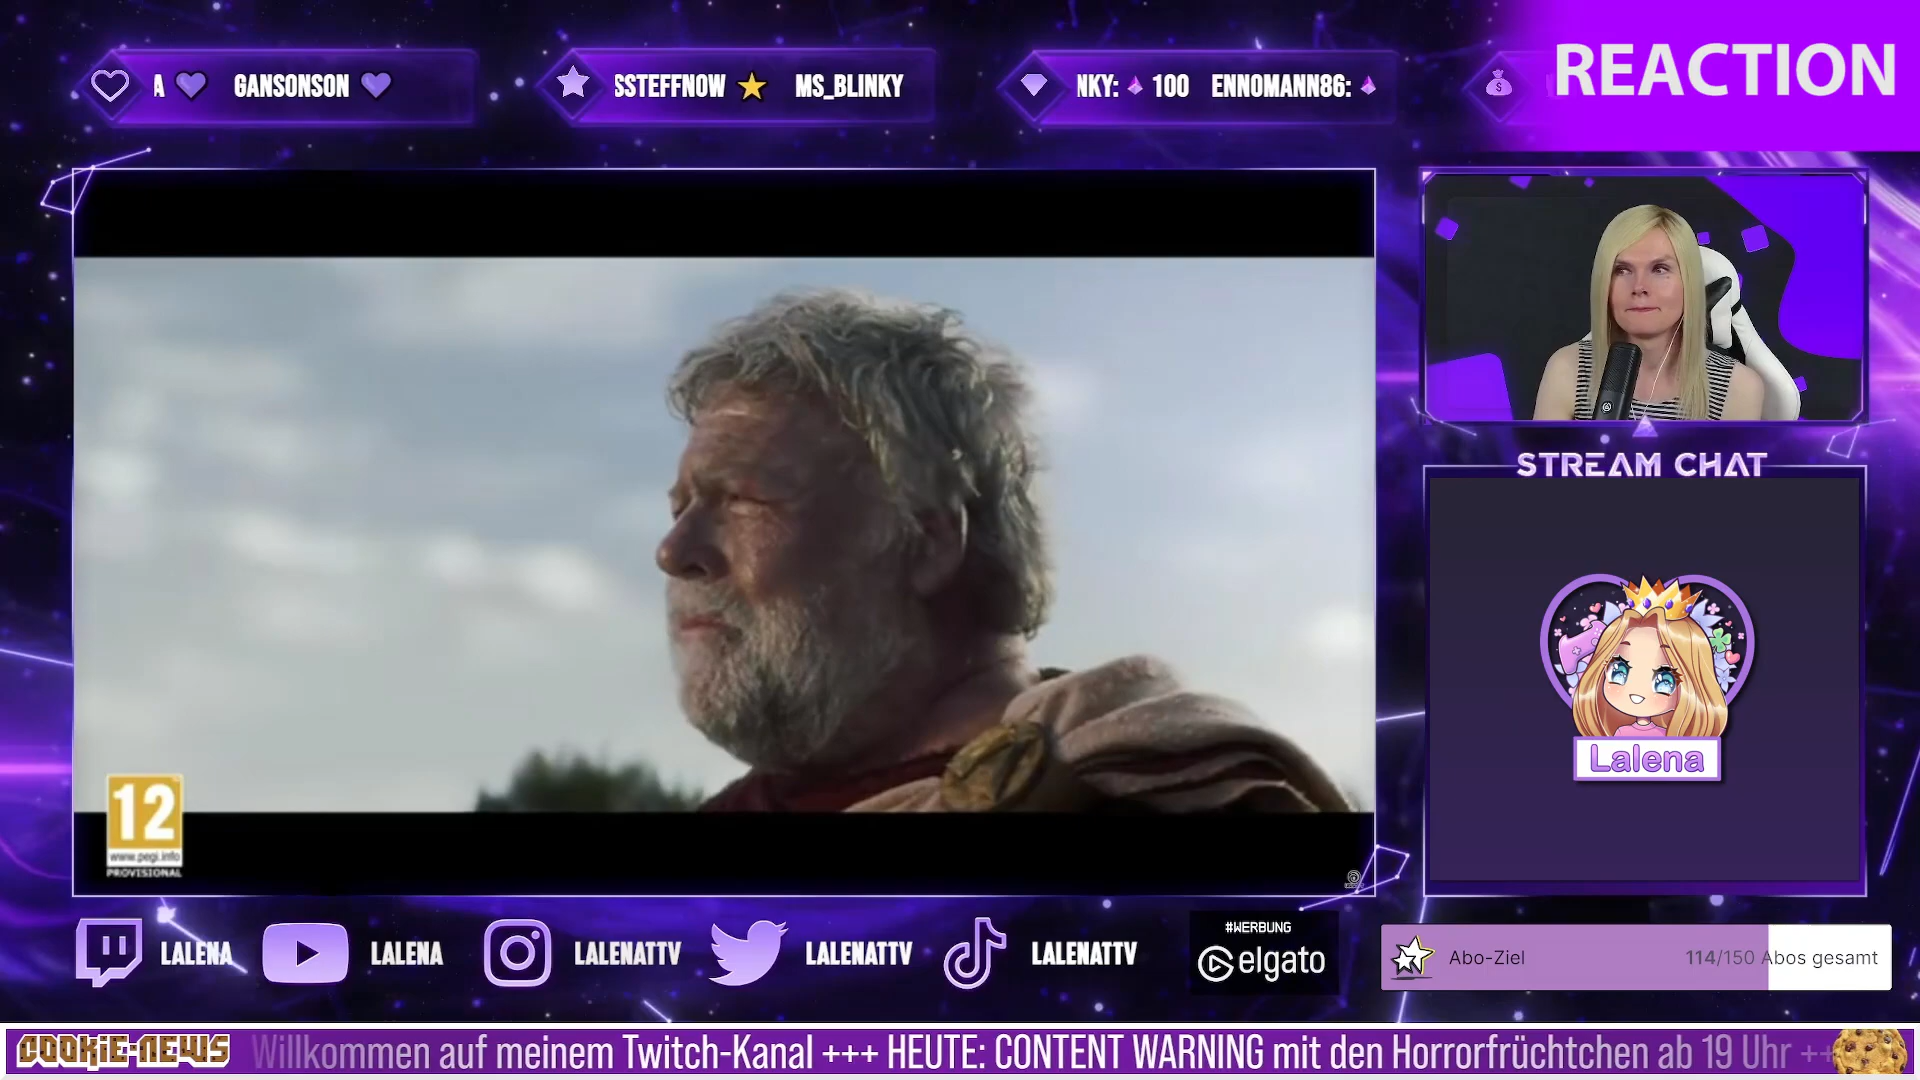 REACTION
A GANSONSON
SSTEFFNOW MS_BLINKY
NKY: 100 ENNOMANN86:
STREAM CHAT
Lalena
12
www.pegi.info
PROVISIONAL
LALENA
LALENA
LALENATTV
LALENATTV
LALENATTV
#WERBUNG
elgato
Abo-Ziel
114/150 Abos gesamt
COOKIE-NEWS
Willkommen auf meinem Twitch-Kanal +++ HEUTE: CONTENT WARNING mit den Horrorfrüchtchen ab 19 Uhr ++